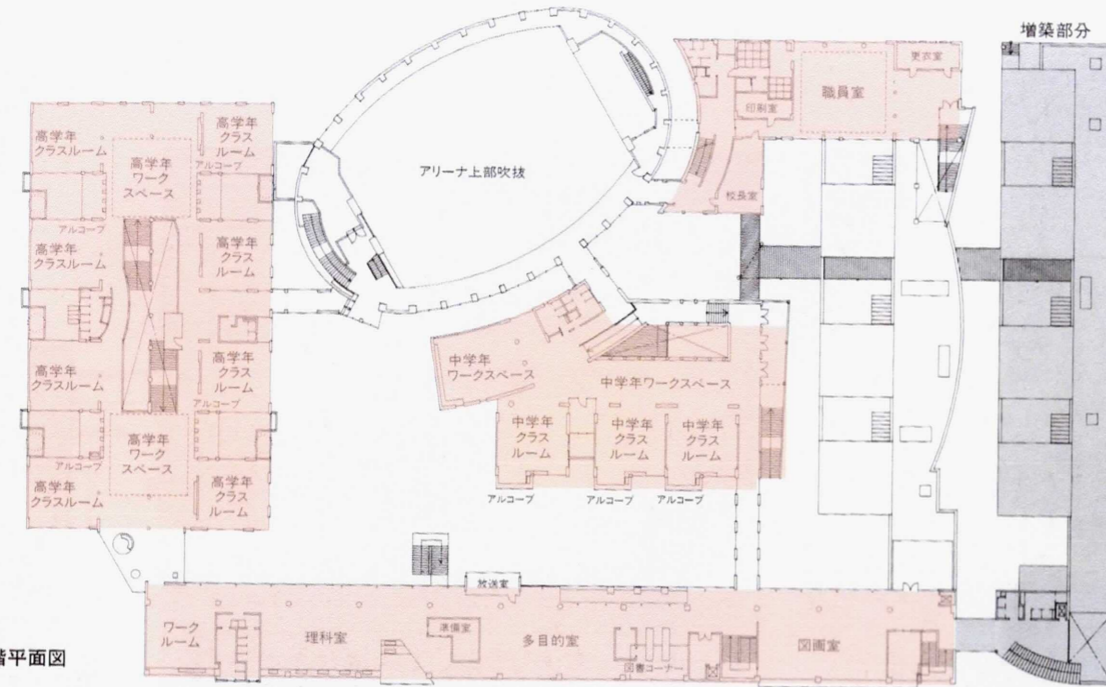 増築部分
更衣室
職員室
印刷室
校長室
アリーナ上部吹抜
高学年
クラスルーム
高学年
クラス
ルーム
アルコーブ
高学年
ワーク
スペース
アルコーブ
高学年
クラスルーム
高学年
クラス
ルーム
高学年
クラスルーム
高学年
クラス
ルーム
アルコーブ
高学年
ワーク
スペース
アルコーブ
高学年
クラスルーム
高学年
クラス
ルーム
中学年
ワークスペース
中学年ワークスペース
中学年
クラス
ルーム
中学年
クラス
ルーム
中学年
クラス
ルーム
アルコーブ
アルコーブ
アルコーブ
放送室
ワーク
ルーム
理科室
準備室
多目的室
図書コーナー
図画室
階平面図